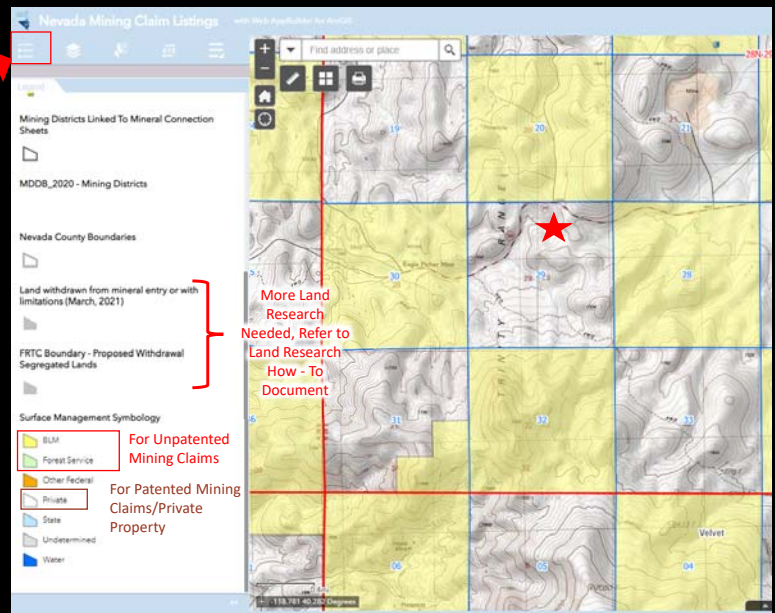 Nevada Mining Claim Listings with Web AppBuilder for ArcGIS
Find address or place
Legend
Mining Districts Linked To Mineral Connection
Sheets
MDDB_2020 - Mining Districts
Nevada County Boundaries
Land withdrawn from mineral entry or with
limitations (March, 2021)
FRTC Boundary - Proposed Withdrawal
Segregated Lands
More Land
Research
Needed, Refer to
Land Research
How - To
Document
Surface Management Symbology
BLM
Forest Service
For Unpatented
Mining Claims
Other Federal
Private
State
Undetermined
Water
For Patented Mining
Claims/Private
Property
19
20
21
Mine
RANGE
30
29
28
Eagle Picher Mine
TRINITY
31
32
33
Velvet
06
05
04
-118.781 40.282 Degrees